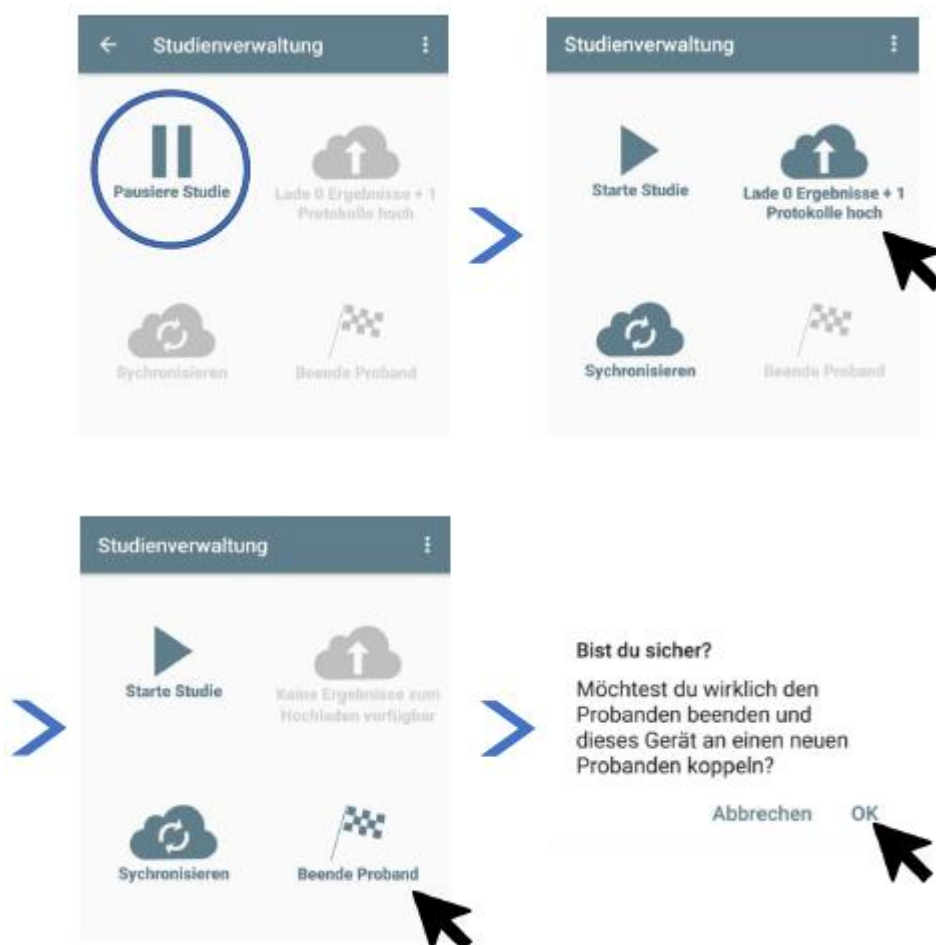 Studienverwaltung
Pausiere Studie
Lade 0 Ergebnisse + 1
Protokolle hoch
Sychronisieren
Beende Proband
Studienverwaltung
Starte Studie
Lade 0 Ergebnisse + 1
Protokolle hoch
Sychronisieren
Beende Proband
Studienverwaltung
Starte Studie
Keine Ergebnisse zum
Hochladen verfügbar
Sychronisieren
Beende Proband
Bist du sicher?
Möchtest du wirklich den
Probanden beenden und
dieses Gerät an einen neuen
Probanden koppeln?
Abbrechen OK